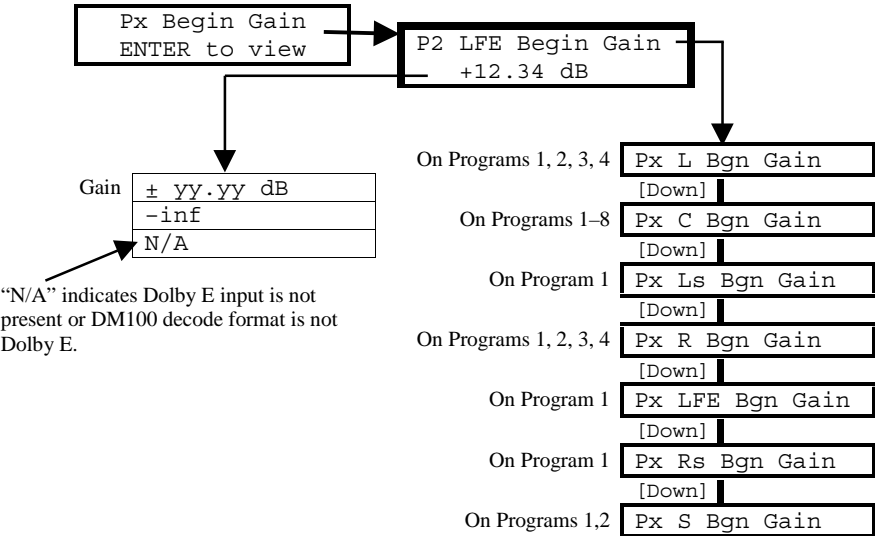 Px Begin Gain
ENTER to view
P2 LFE Begin Gain
+12.34 dB
Gain
± yy.yy dB
–inf
N/A
“N/A” indicates Dolby E input is not
present or DM100 decode format is not
Dolby E.
On Programs 1, 2, 3, 4 Px L Bgn Gain
[Down]
On Programs 1–8 Px C Bgn Gain
[Down]
On Program 1 Px Ls Bgn Gain
[Down]
On Programs 1, 2, 3, 4 Px R Bgn Gain
[Down]
On Program 1 Px LFE Bgn Gain
[Down]
On Program 1 Px Rs Bgn Gain
[Down]
On Programs 1,2 Px S Bgn Gain